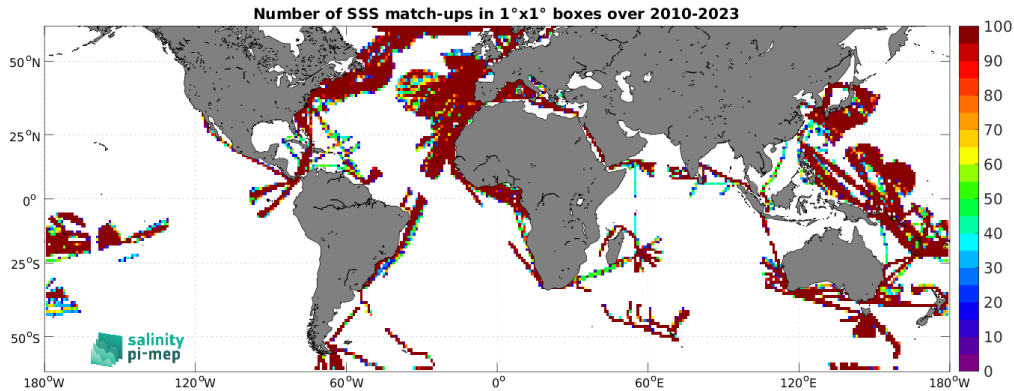 Number of SSS match-ups in 1°x1° boxes over 2010-2023
50°N
25°N
0°
25°S
50°S
180°W
120°W
60°W
0°
60°E
120°E
180°W
100
90
80
70
60
50
40
30
20
10
0
salinity
pi-mep